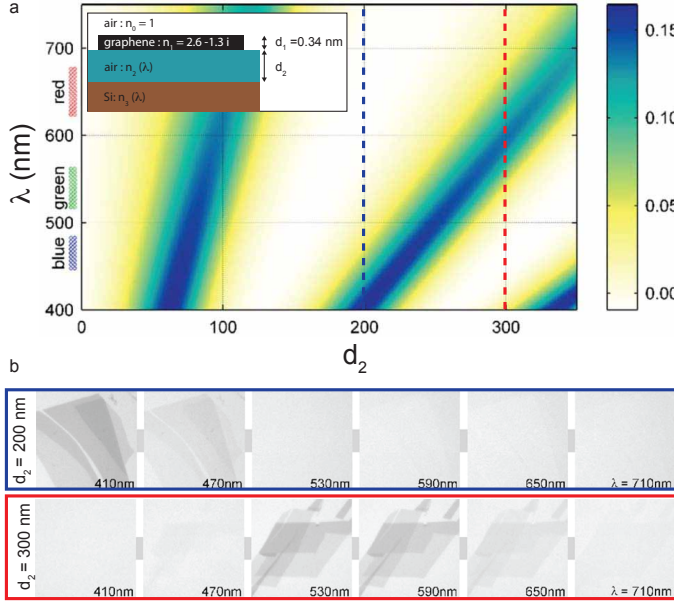 a
air : n0 = 1
graphene : n1 = 2.6 -1.3 i
d1 =0.34 nm
air : n2 (λ)
d2
Si: n3 (λ)
700
600
500
400
λ (nm)
red
green
blue
0
100
200
300
d2
0.15
0.10
0.05
0.00
b
d2 = 200 nm
410nm
470nm
530nm
590nm
650nm
λ = 710nm
d2 = 300 nm
410nm
470nm
530nm
590nm
650nm
λ = 710nm